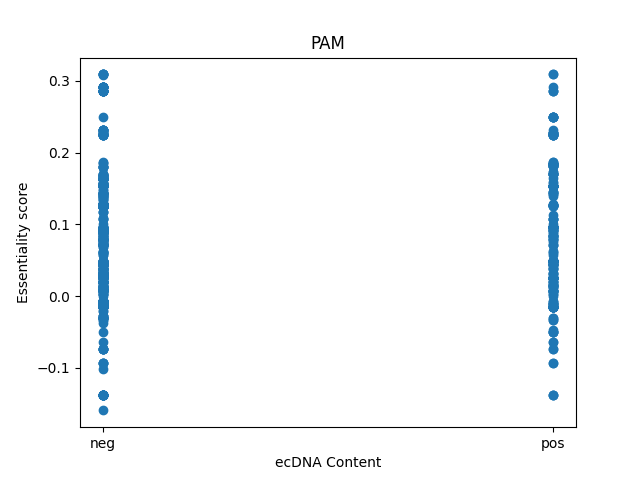 PAM
Essentiality score
0.3
0.2
0.1
0.0
−0.1
neg
pos
ecDNA Content